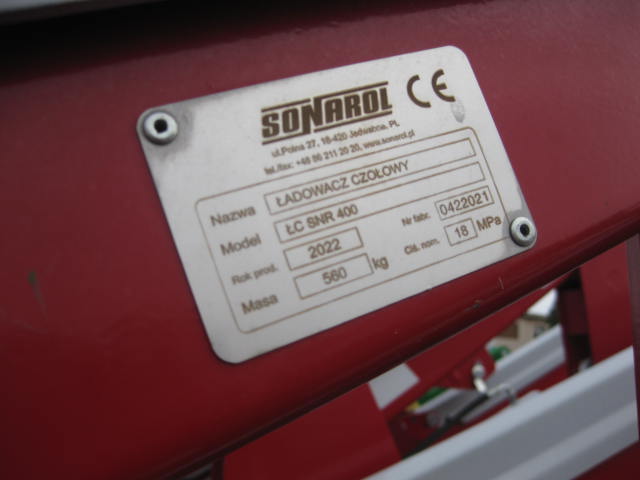 SONAROL CE
ul.Polna 27, 18-420 Jedwabne, PL
tel./fax: +48 86 211 20 20, www.sonarol.pl
Nazwa ŁADOWACZ CZOŁOWY
Model ŁC SNR 400
Rok prod. 2022 Nr fabr. 0422021
Masa 560 kg Ciś. nom. 18 MPa